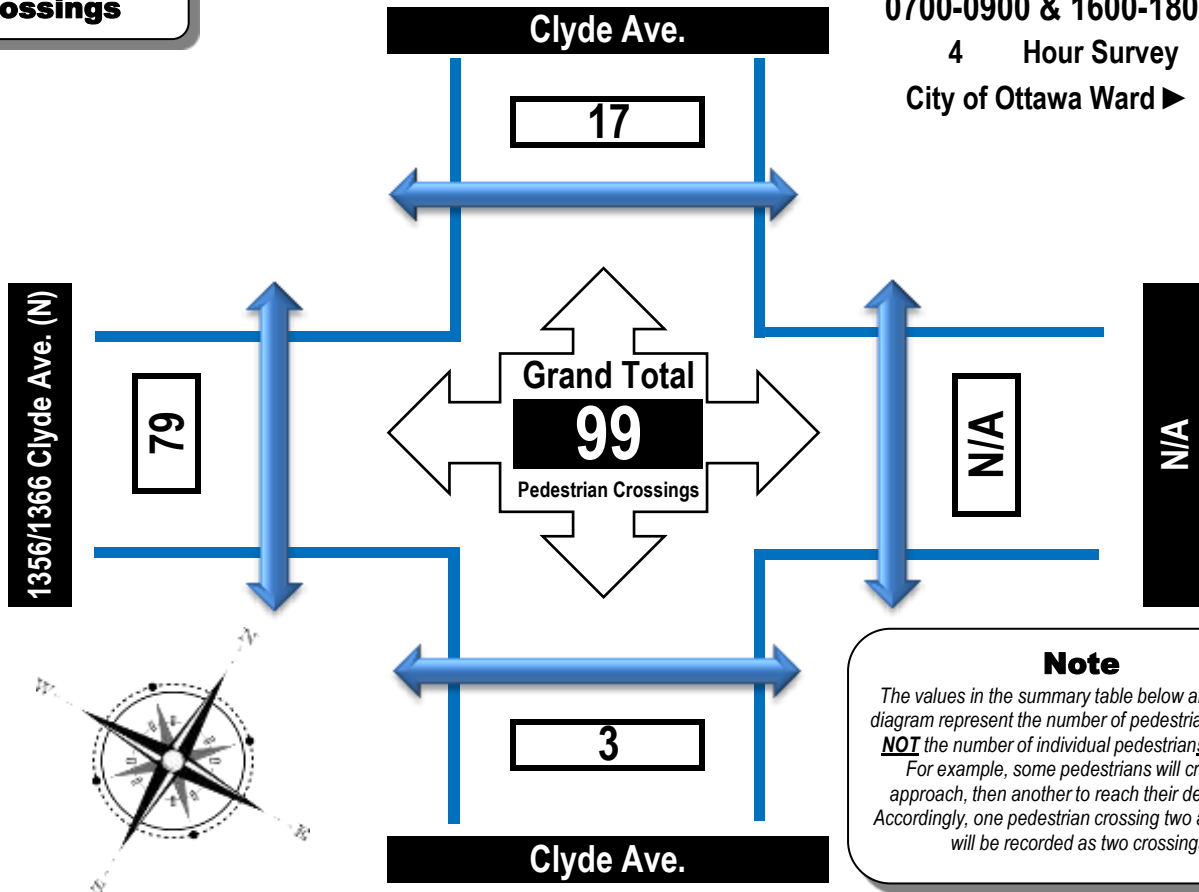 ossings
Clyde Ave.
0700-0900 & 1600-180
4 Hour Survey
City of Ottawa Ward ►
17
1356/1366 Clyde Ave. (N)
79
Grand Total
99
Pedestrian Crossings
N/A
N/A
N
W
E
3
Clyde Ave.
Note
The values in the summary table below a
diagram represent the number of pedestria
NOT the number of individual pedestrians
For example, some pedestrians will cr
approach, then another to reach their de
Accordingly, one pedestrian crossing two a
will be recorded as two crossing